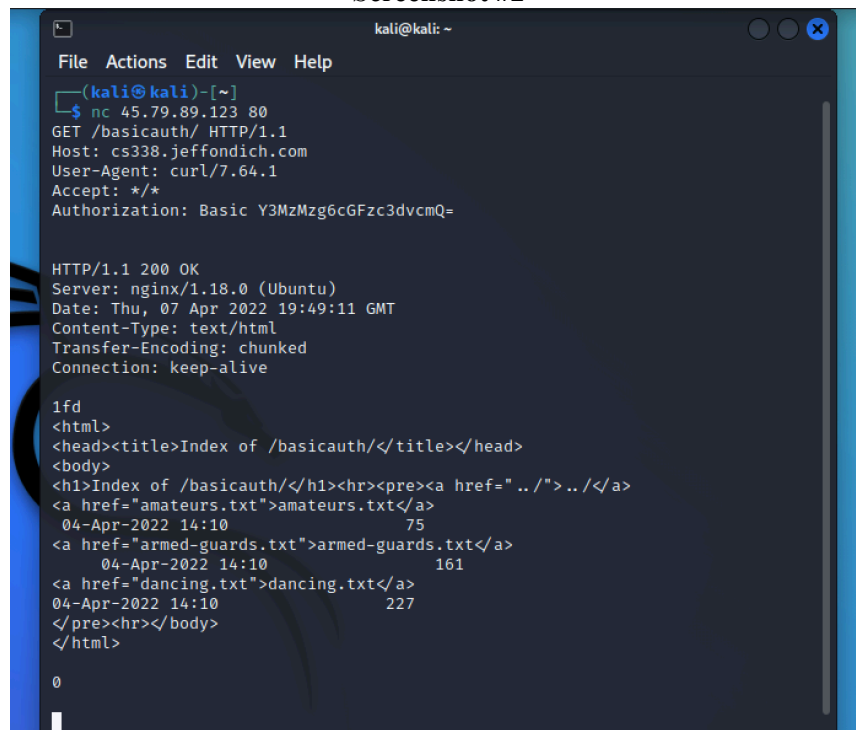 kali@kali: ~
File Actions Edit View Help
┌──(kali㉿kali)-[~]
└─$ nc 45.79.89.123 80
GET /basicauth/ HTTP/1.1
Host: cs338.jeffondich.com
User-Agent: curl/7.64.1
Accept: */*
Authorization: Basic Y3MzMzg6cGFzc3dvcmQ=
HTTP/1.1 200 OK
Server: nginx/1.18.0 (Ubuntu)
Date: Thu, 07 Apr 2022 19:49:11 GMT
Content-Type: text/html
Transfer-Encoding: chunked
Connection: keep-alive
1fd
<html>
<head><title>Index of /basicauth/</title></head>
<body>
<h1>Index of /basicauth/</h1><hr><pre><a href="../">../</a>
<a href="amateurs.txt">amateurs.txt</a>
04-Apr-2022 14:10 75
<a href="armed-guards.txt">armed-guards.txt</a>
04-Apr-2022 14:10 161
<a href="dancing.txt">dancing.txt</a>
04-Apr-2022 14:10 227
</pre><hr></body>
</html>
0